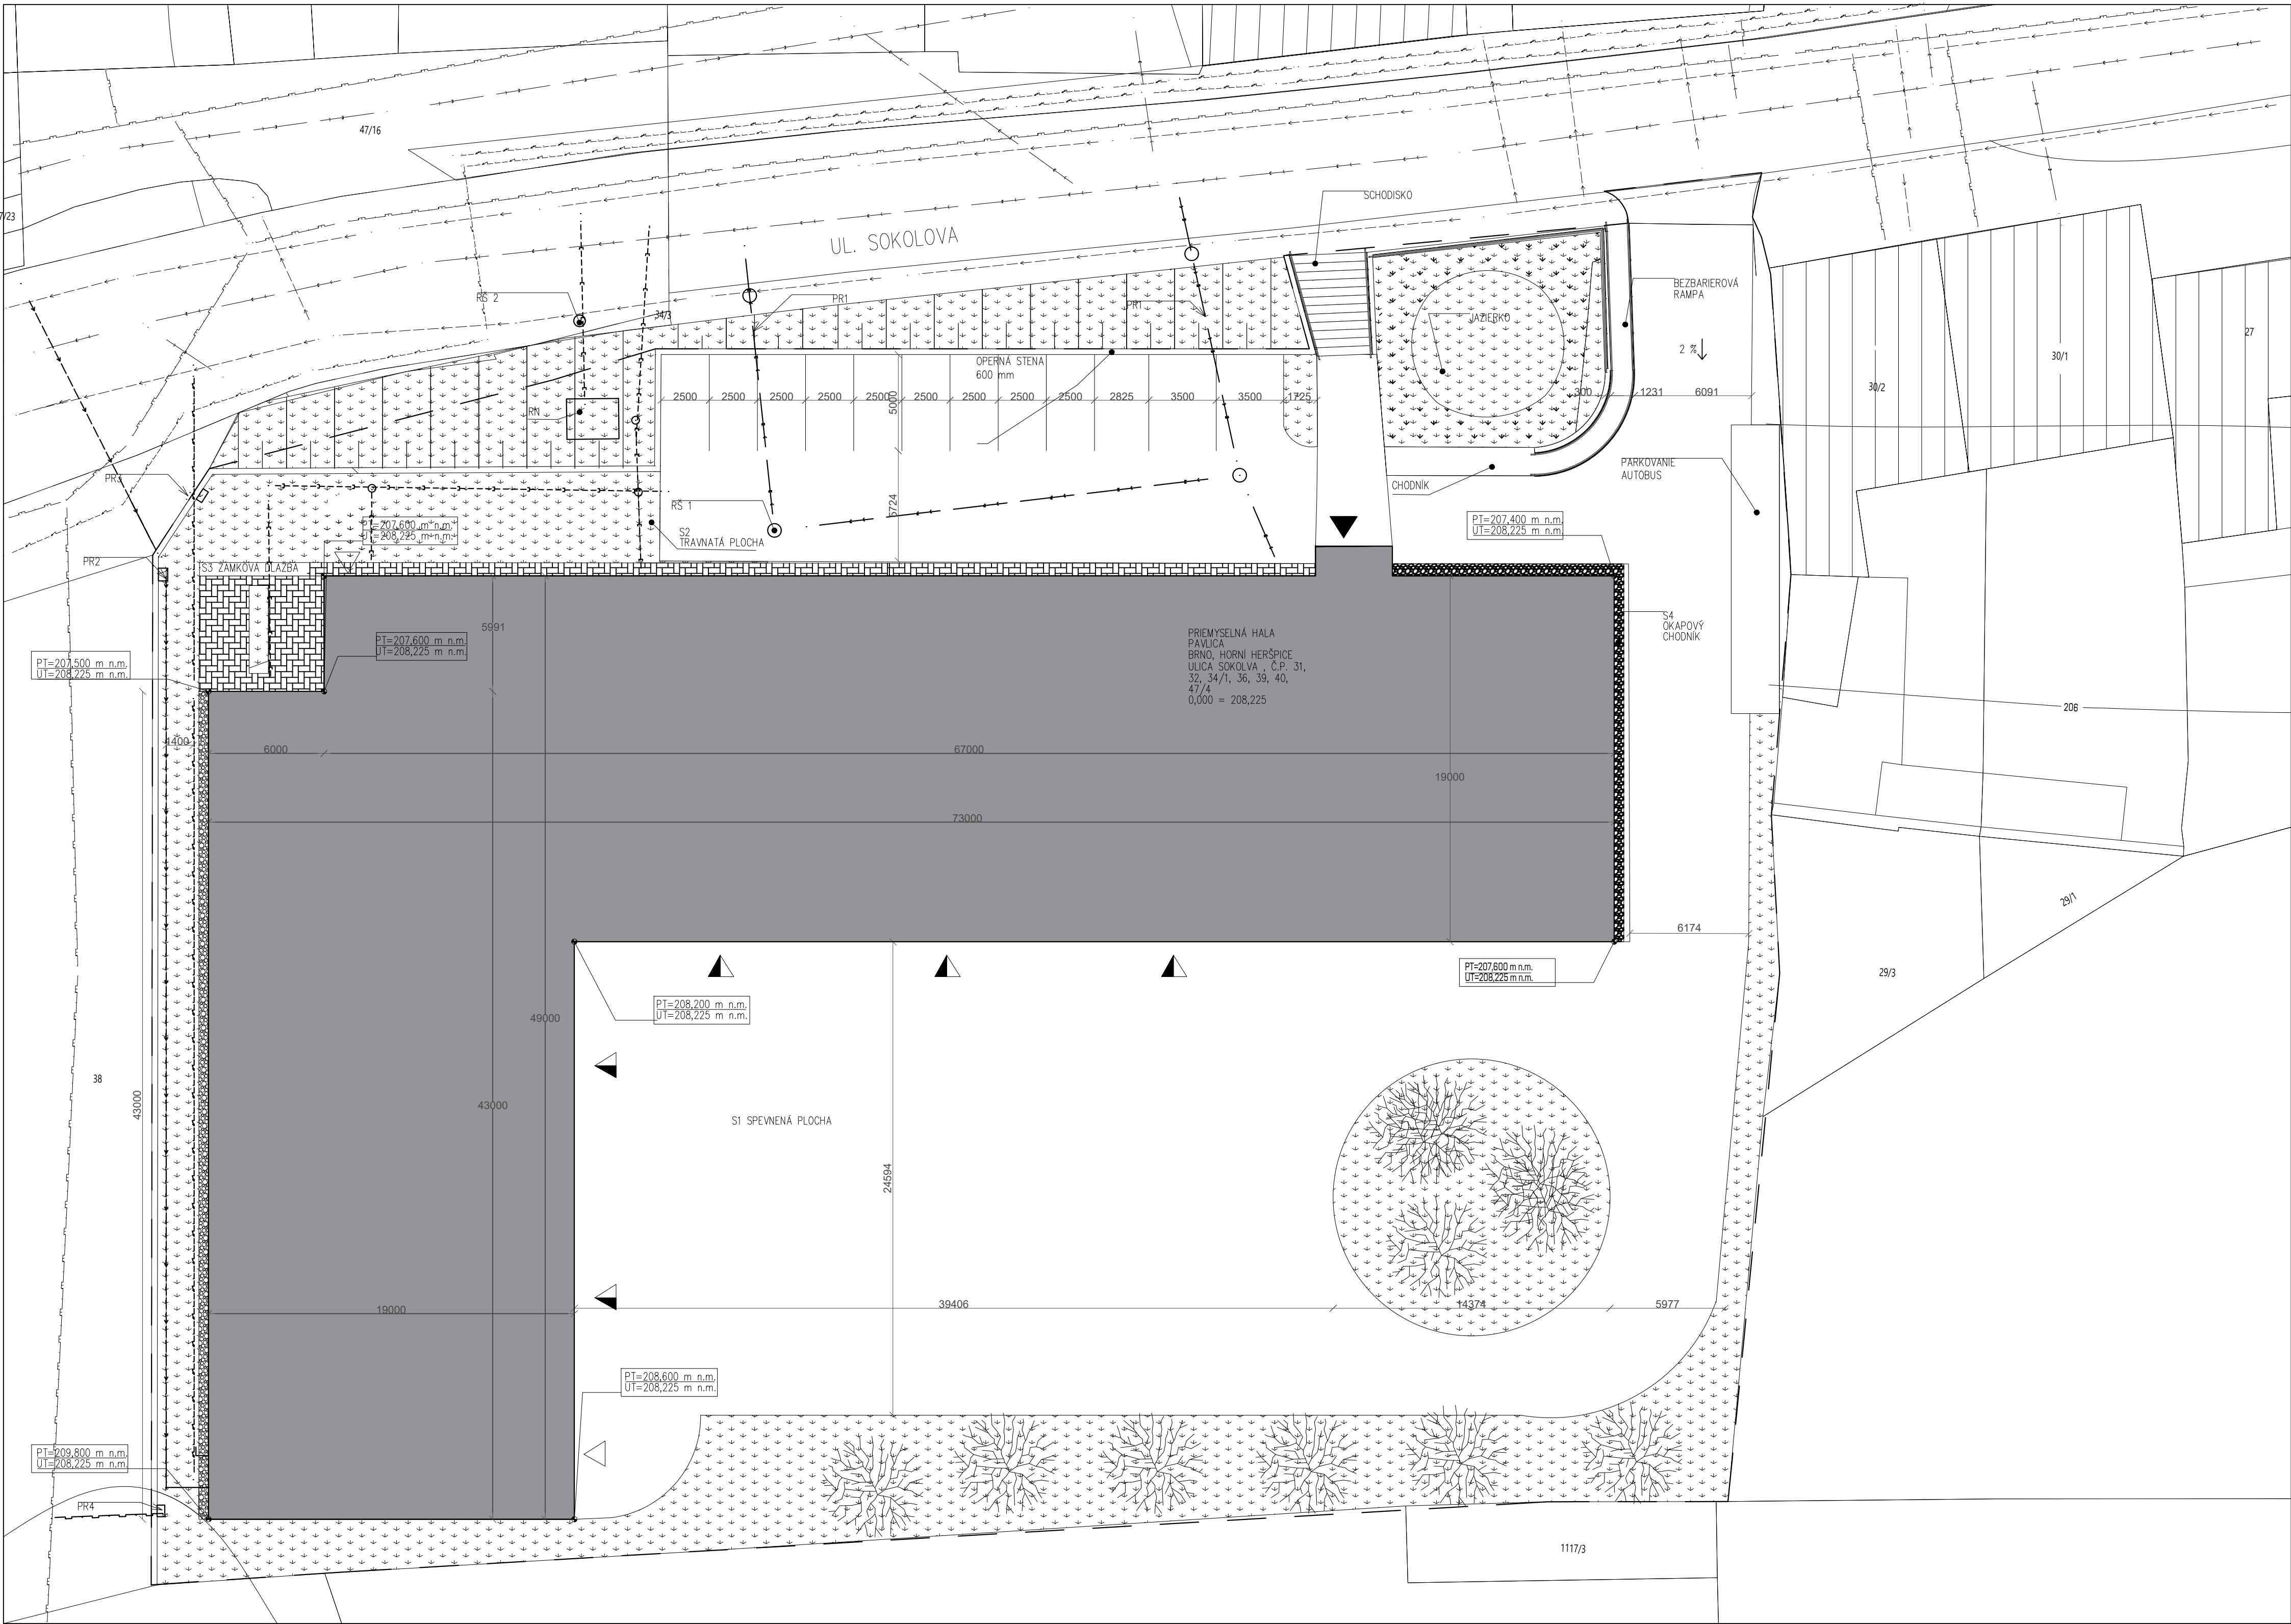 47/16
7/23
UL. SOKOLOVA
SCHODISKO
BEZBARIEROVÁ
RAMPA
2 %
JAZIERKO
RŠ 2
34/3
PR1
PR1
OPERNÁ STENA
600 mm
27
30/1
30/2
2500
2500
2500
2500
2500
2500
2500
2500
2500
2825
3500
3500
1725
5000
300
1231
6091
RN
PARKOVANIE
AUTOBUS
CHODNÍK
PR3
RŠ 1
5724
S2
TRAVNATÁ PLOCHA
PT=207,600 m n.m.
UT=208,225 m n.m.
PT=207,400 m n.m.
UT=208,225 m n.m.
PR2
S3 ZÁMKOVÁ DLAŽBA
S4
OKAPOVÝ
CHODNÍK
5991
PT=207,600 m n.m.
UT=208,225 m n.m.
PT=207,500 m n.m.
UT=208,225 m n.m.
PRIEMYSELNÁ HALA
PAVLICA
BRNO, HORNÍ HERŠPICE
ULICA SOKOLVA , Č.P. 31,
32, 34/1, 36, 39, 40,
47/4
0,000 = 208,225
206
1400
6000
67000
19000
73000
29/1
6174
29/3
PT=207,600 m n.m.
UT=208,225 m n.m.
PT=208,200 m n.m.
UT=208,225 m n.m.
49000
38
43000
43000
S1 SPEVNENÁ PLOCHA
24594
19000
39406
14374
5977
PT=208,600 m n.m.
UT=208,225 m n.m.
PT=209,800 m n.m.
UT=208,225 m n.m.
PR4
1117/3